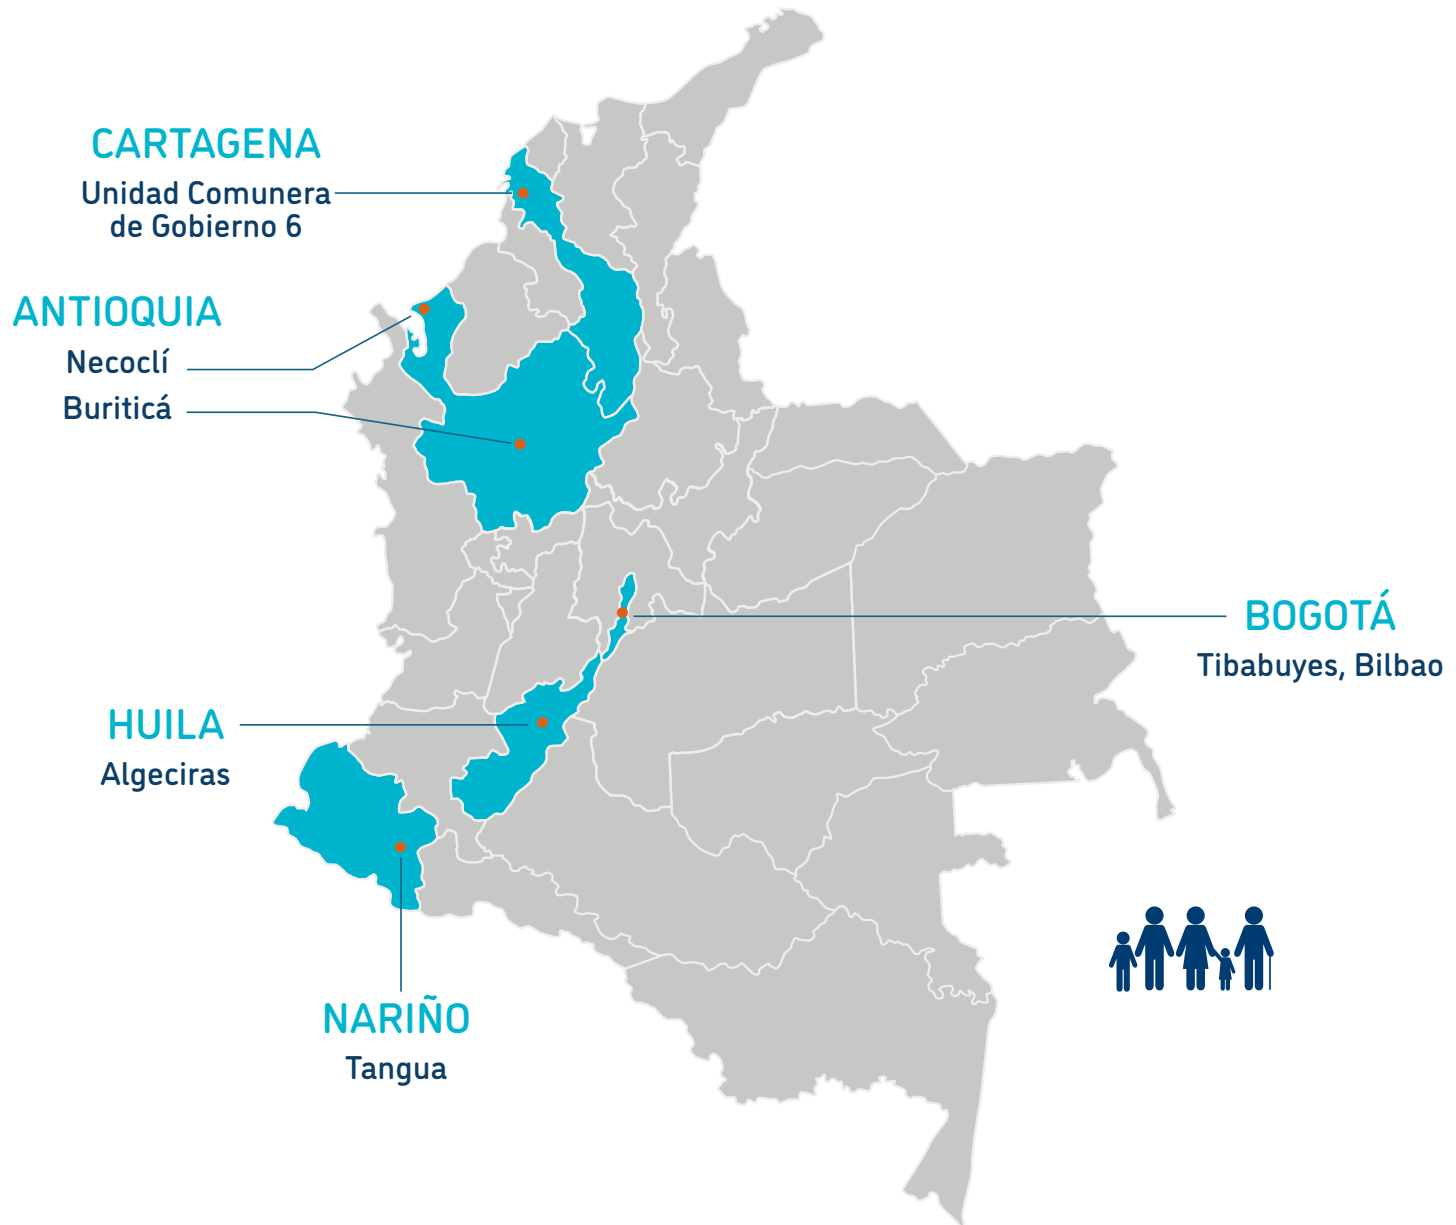 CARTAGENA
Unidad Comunera
de Gobierno 6
ANTIOQUIA
Necoclí
Buriticá
BOGOTÁ
Tibabuyes, Bilbao
HUILA
Algeciras
NARIÑO
Tangua